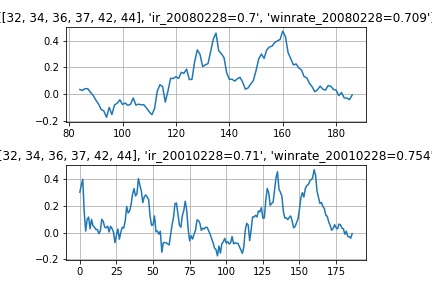 [32, 34, 36, 37, 42, 44], 'ir_20080228=0.7', 'winrate_20080228=0.709']
0.4
0.2
0.0
−0.2
80 100 120 140 160 180
32, 34, 36, 37, 42, 44], 'ir_20010228=0.71', 'winrate_20010228=0.754'
0.4
0.2
0.0
−0.2
0 25 50 75 100 125 150 175